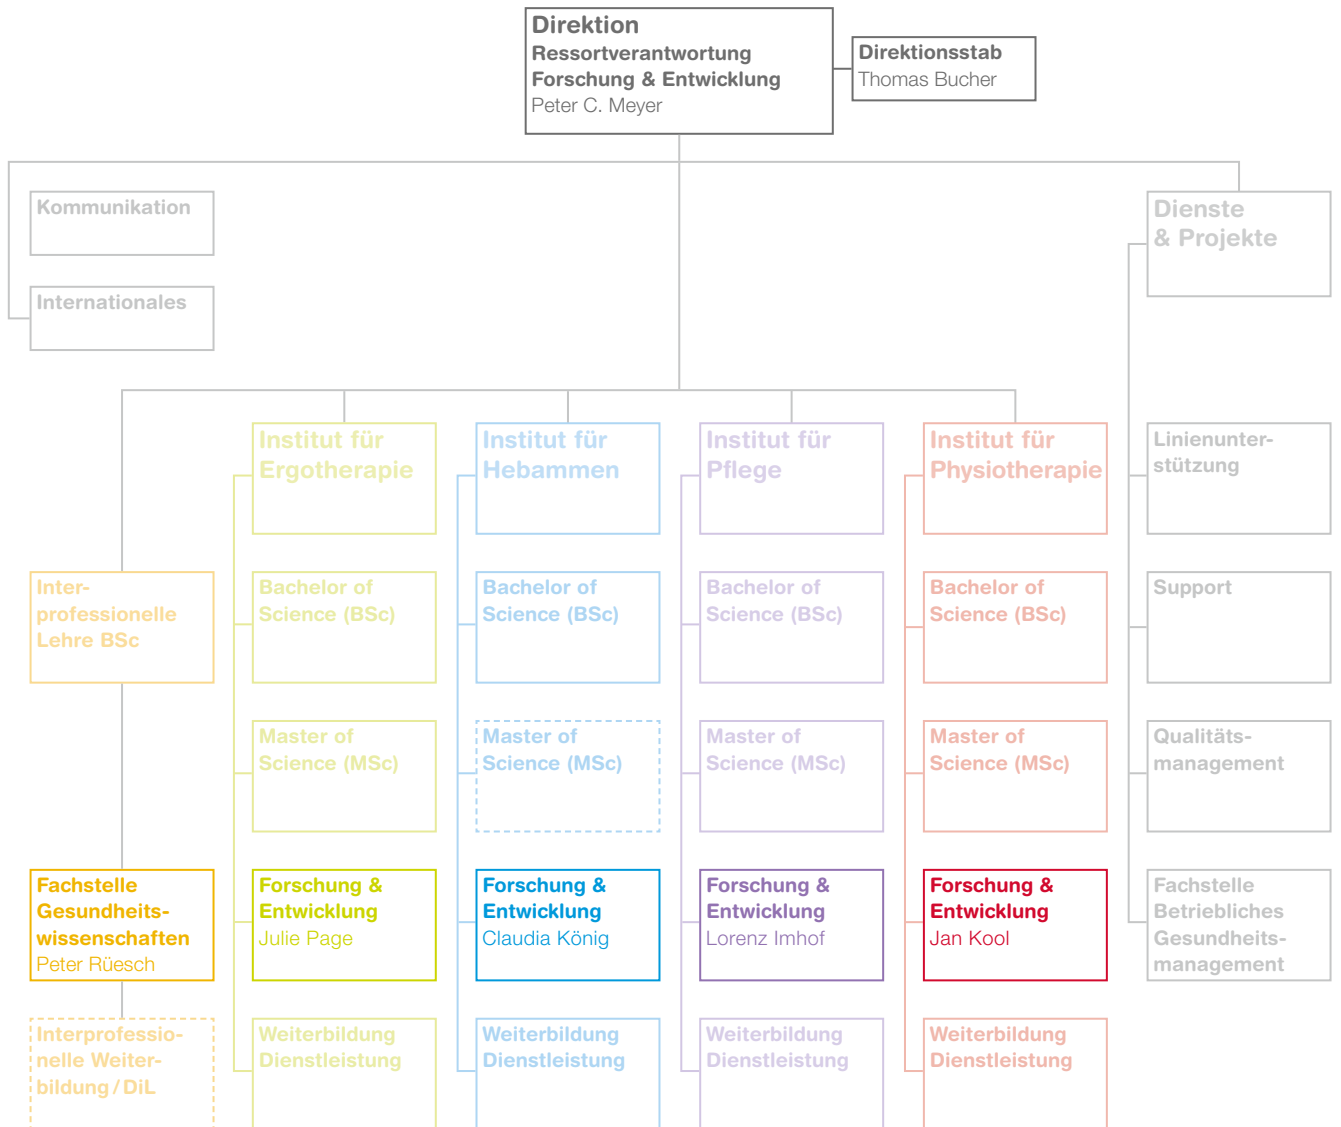 Direktion
Ressortverantwortung
Forschung & Entwicklung
Peter C. Meyer
Direktionsstab
Thomas Bucher
Kommunikation
Internationales
Dienste
& Projekte
Institut für
Ergotherapie
Institut für
Hebammen
Institut für
Pflege
Institut für
Physiotherapie
Linienunter-
stützung
Inter-
professionelle
Lehre BSc
Bachelor of
Science (BSc)
Bachelor of
Science (BSc)
Bachelor of
Science (BSc)
Bachelor of
Science (BSc)
Support
Master of
Science (MSc)
Master of
Science (MSc)
Master of
Science (MSc)
Master of
Science (MSc)
Qualitäts-
management
Fachstelle
Gesundheits-
wissenschaften
Peter Rüesch
Forschung &
Entwicklung
Julie Page
Forschung &
Entwicklung
Claudia König
Forschung &
Entwicklung
Lorenz Imhof
Forschung &
Entwicklung
Jan Kool
Fachstelle
Betriebliches
Gesundheits-
management
Interprofessio-
nelle Weiter-
bildung / DiL
Weiterbildung
Dienstleistung
Weiterbildung
Dienstleistung
Weiterbildung
Dienstleistung
Weiterbildung
Dienstleistung